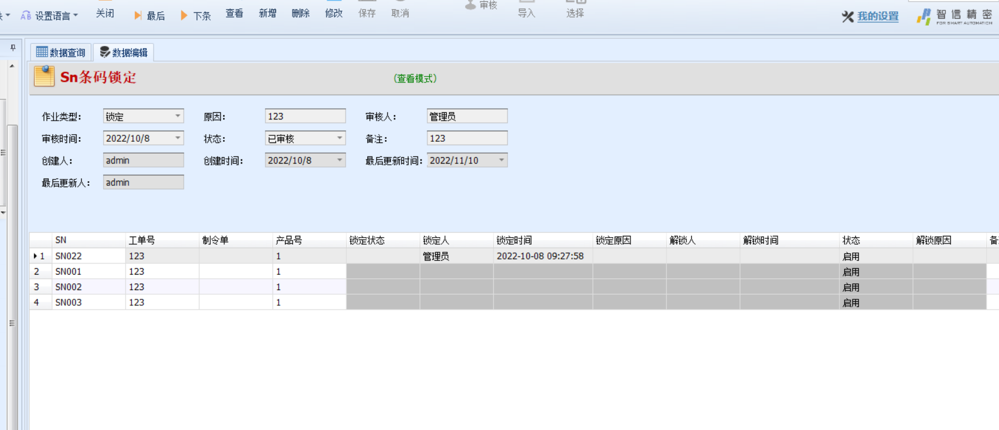 设置语言 关闭 最后 下条 查看 新增 删除 修改 保存 取消 审核 导入 选择 我的设置 智信精密
FOR SMART AUTOMATION
数据查询 数据编辑
Sn条码锁定 (查看模式)
作业类型: 锁定 原因: 123 审核人: 管理员
审核时间: 2022/10/8 状态: 已审核 备注: 123
创建人: admin 创建时间: 2022/10/8 最后更新时间: 2022/11/10
最后更新人: admin
SN 工单号 制令单 产品号 锁定状态 锁定人 锁定时间 锁定原因 解锁人 解锁时间 状态 解锁原因
1 SN022 123 1 管理员 2022-10-08 09:27:58 启用
2 SN001 123 1 启用
3 SN002 123 1 启用
4 SN003 123 1 启用